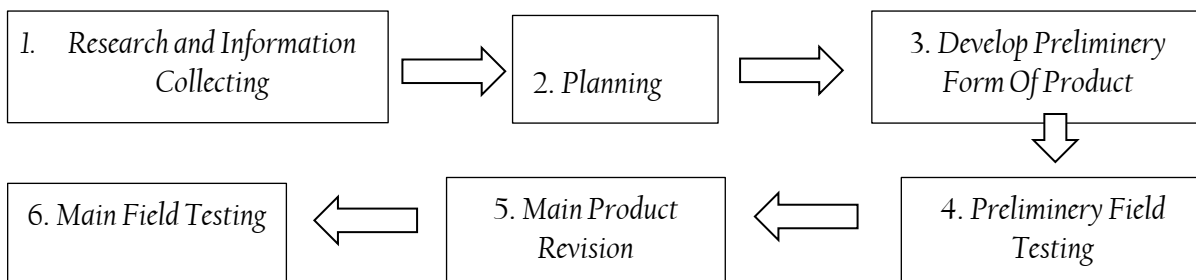 1. Research and Information
Collecting
2. Planning
3. Develop Preliminery
Form Of Product
4. Preliminery Field
Testing
5. Main Product
Revision
6. Main Field Testing